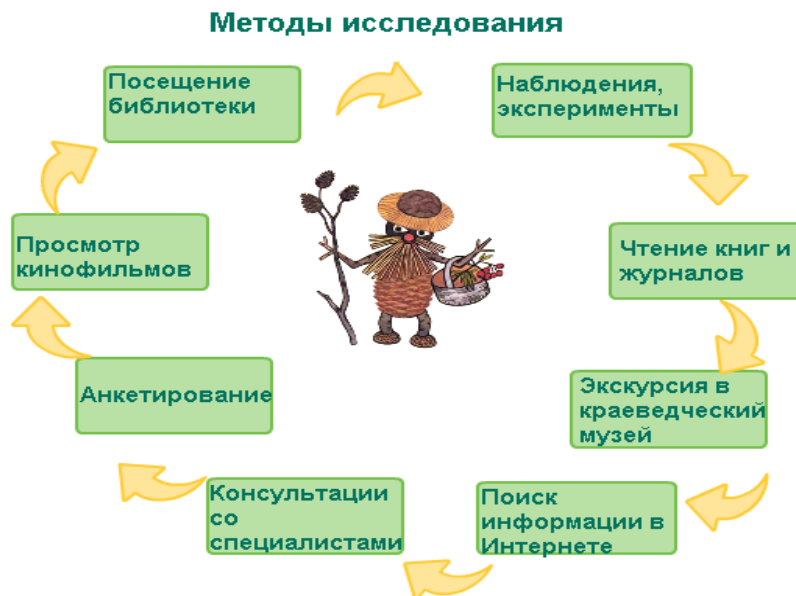 Методы исследования
Посещение
библиотеки
Наблюдения,
эксперименты
Чтение книг и
журналов
Экскурсия в
краеведческий
музей
Поиск
информации в
Интернете
Консультации
со
специалистами
Анкетирование
Просмотр
кинофильмов